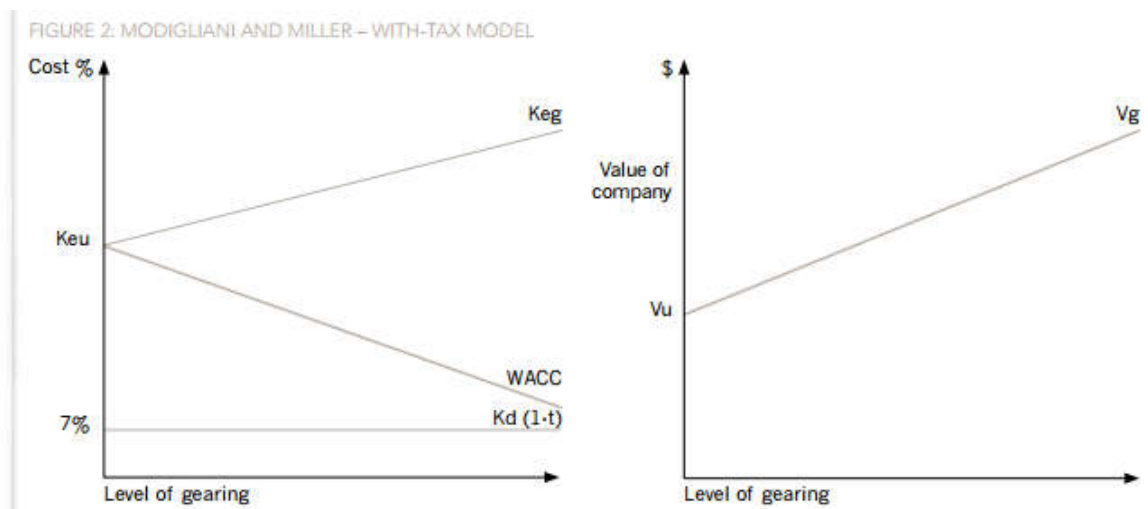 FIGURE 2: MODIGLIANI AND MILLER – WITH-TAX MODEL
Cost %
Keg
Keu
WACC
Kd (1-t)
7%
Level of gearing
$
Vg
Value of
company
Vu
Level of gearing